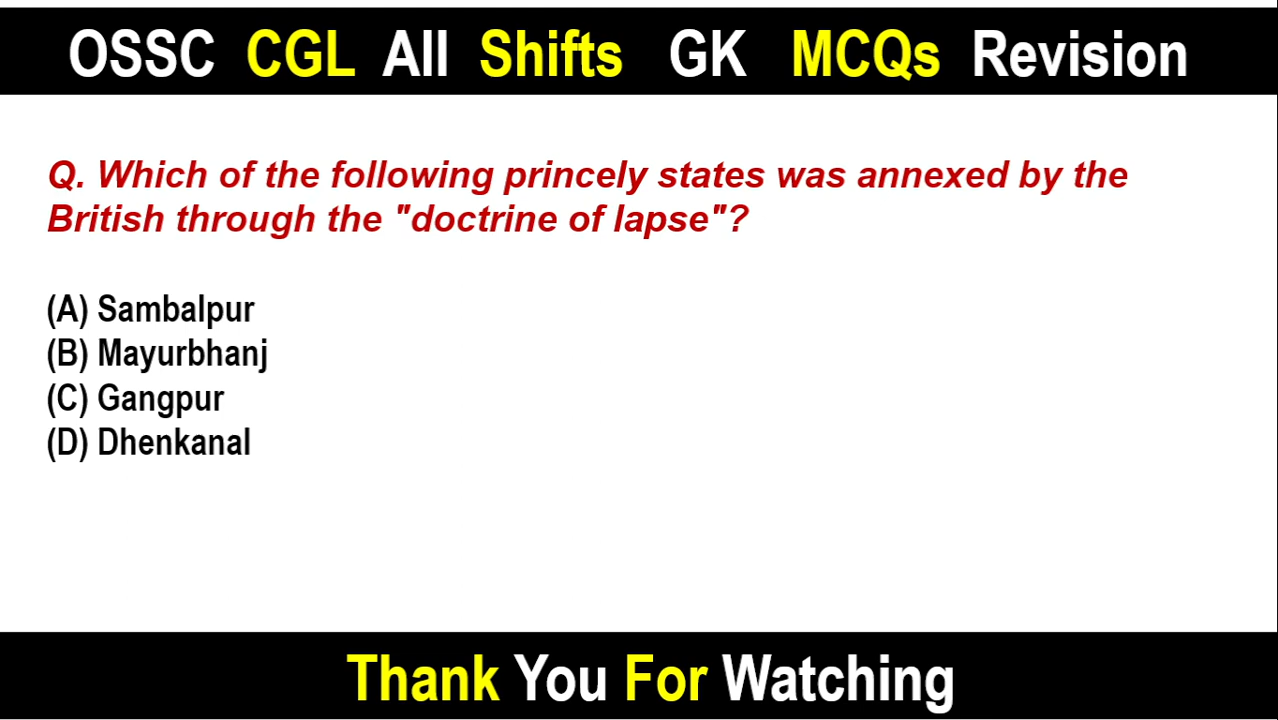 OSSC CGL All Shifts GK MCQs Revision
Q. Which of the following princely states was annexed by the
British through the "doctrine of lapse"?
(A) Sambalpur
(B) Mayurbhanj
(C) Gangpur
(D) Dhenkanal
Thank You For Watching